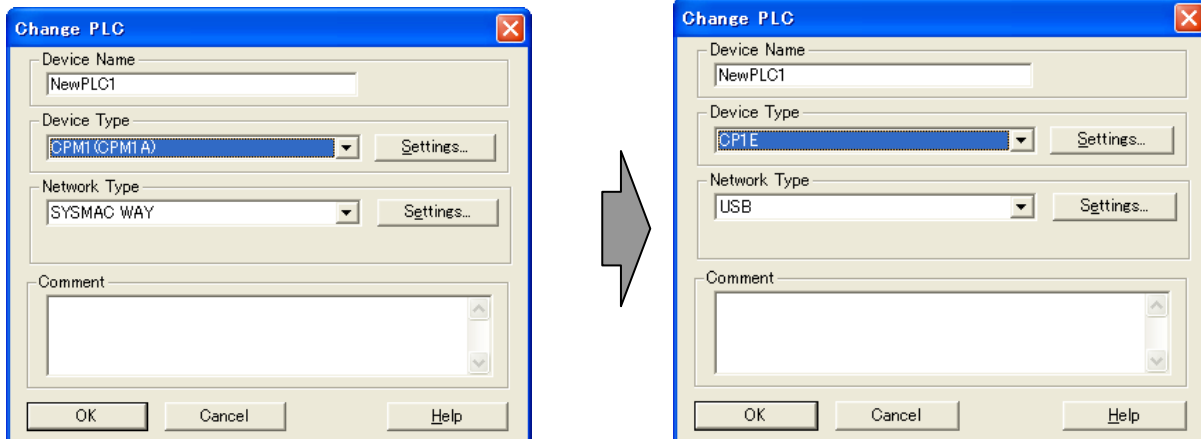 Change PLC
Device Name
NewPLC1
Device Type
CPM1(CPM1A)
Settings...
Network Type
SYSMAC WAY
Settings...
Comment
OK
Cancel
Help
Change PLC
Device Name
NewPLC1
Device Type
CP1E
Settings...
Network Type
USB
Settings...
Comment
OK
Cancel
Help